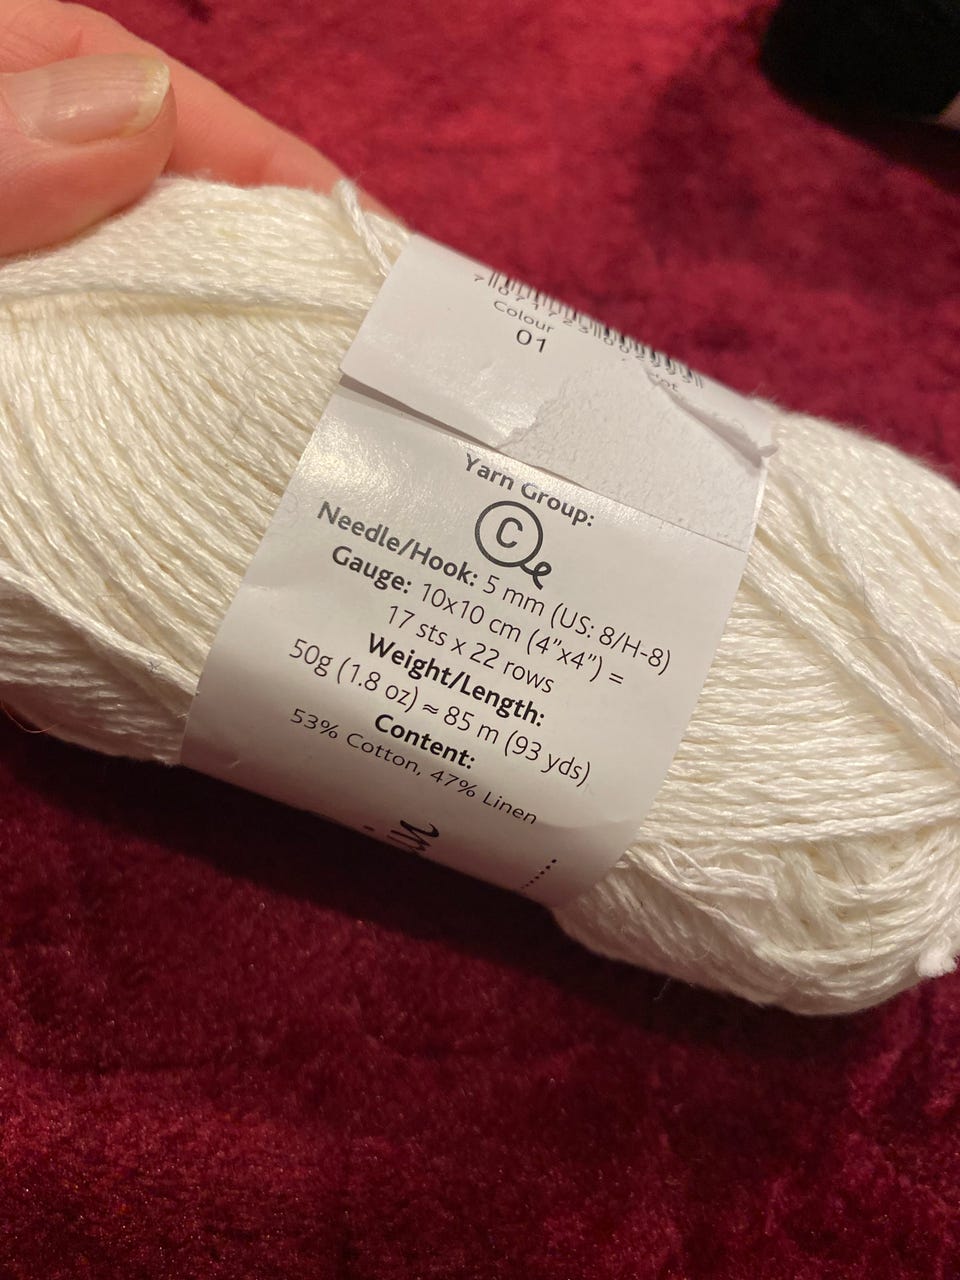 Colour
01
Yarn Group:
C
Needle/Hook: 5 mm (US: 8/H-8)
Gauge: 10x10 cm (4”x4”) =
17 sts x 22 rows
Weight/Length:
50g (1.8 oz) ≈ 85 m (93 yds)
Content:
53% Cotton, 47% Linen